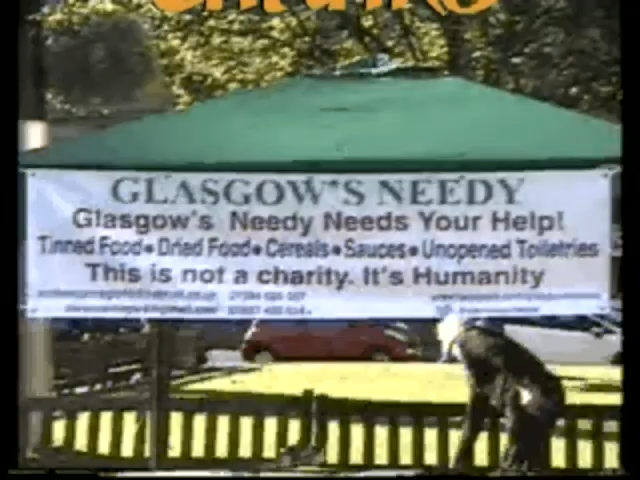 GLASGOW'S NEEDY
Glasgow's Needy Needs Your Help!
Tinned Food • Dried Food • Cereals • Sauces • Unopened Toiletries
This is not a charity. It's Humanity